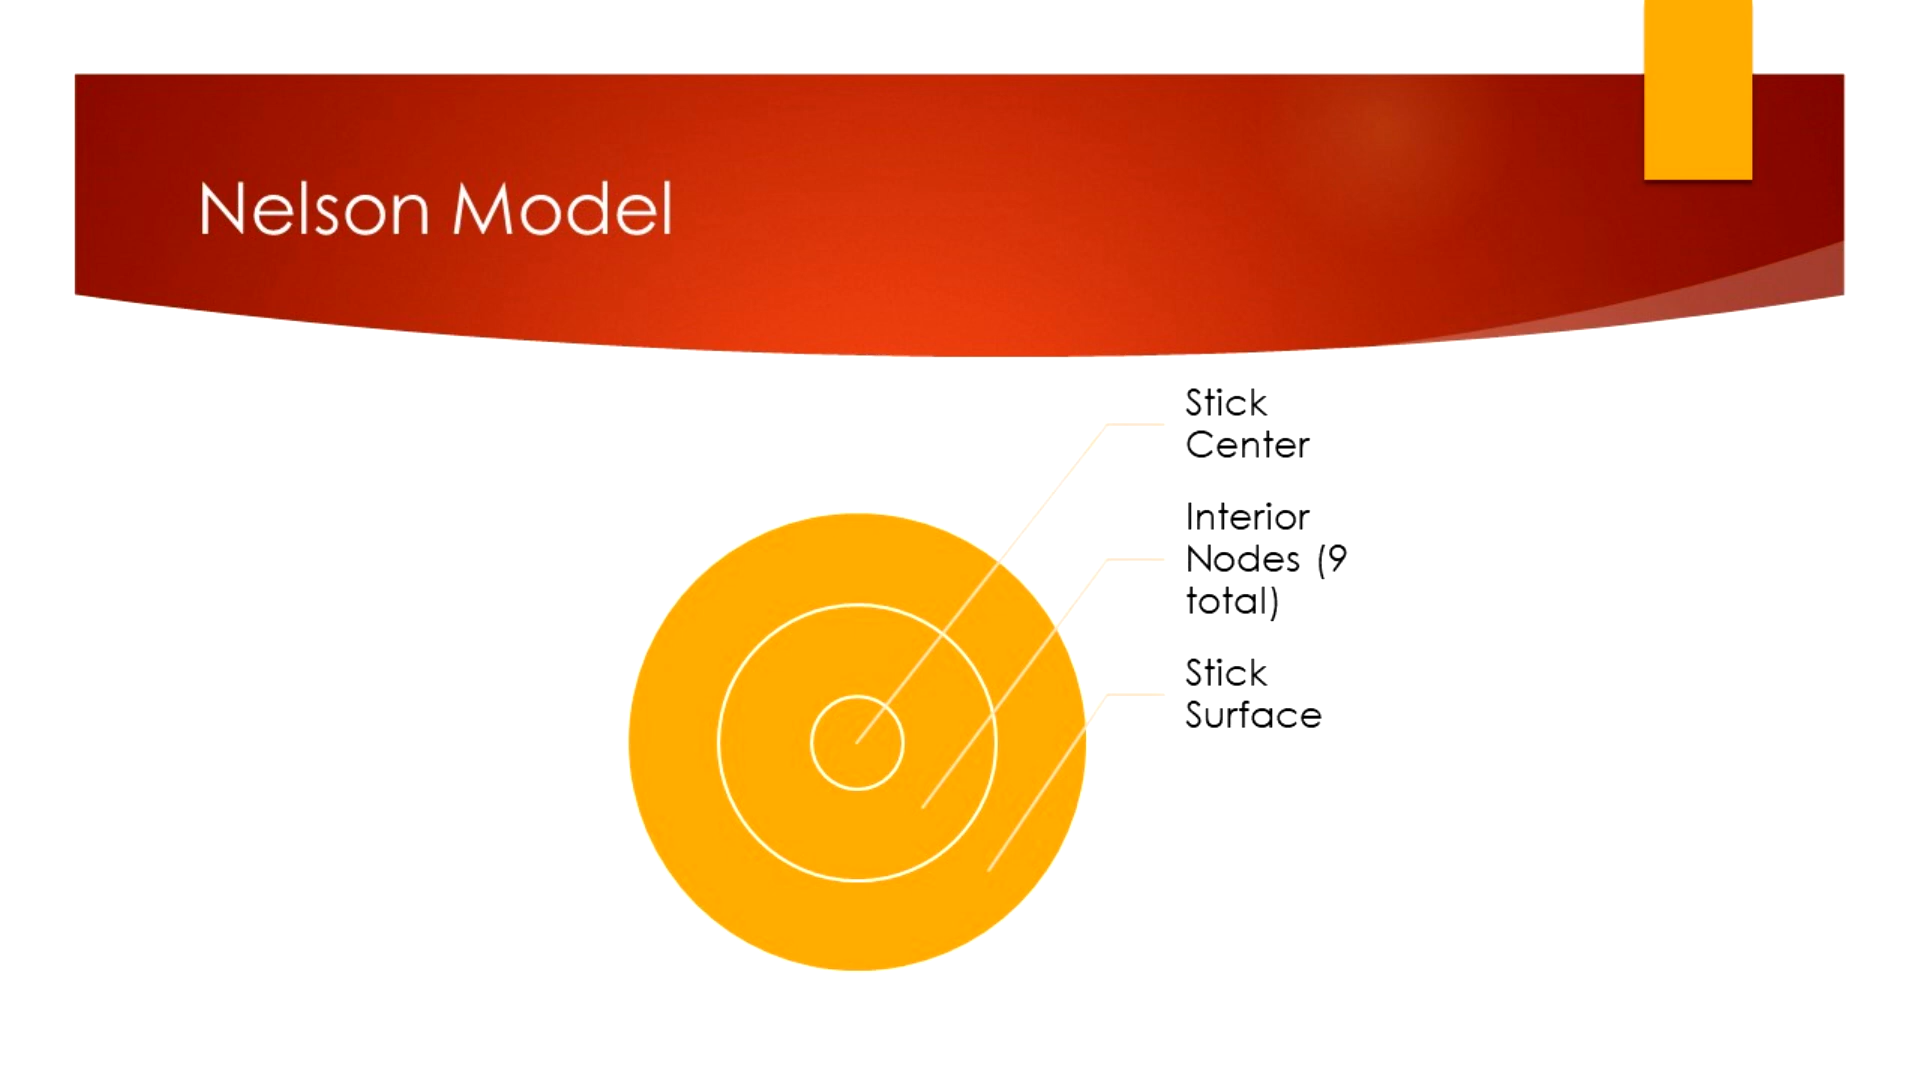 Nelson Model
Stick
Center
Interior
Nodes (9
total)
Stick
Surface